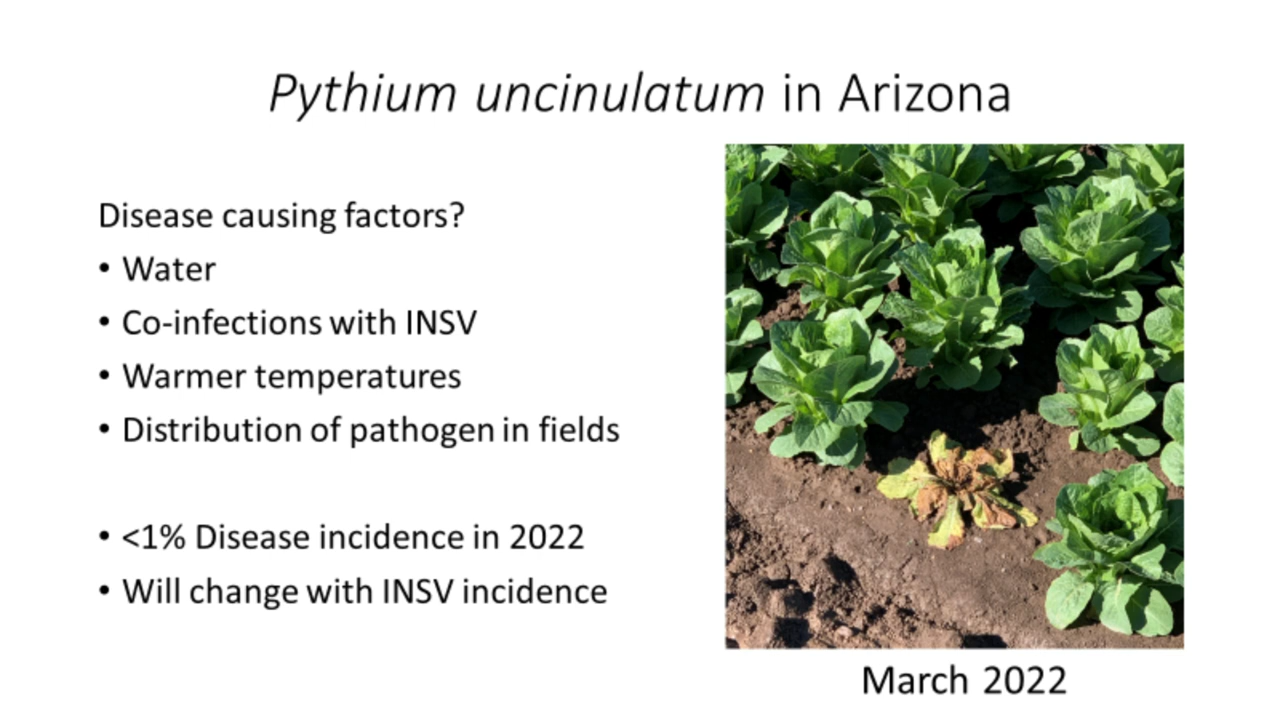 Pythium uncinulatum in Arizona
Disease causing factors?
• Water
• Co-infections with INSV
• Warmer temperatures
• Distribution of pathogen in fields
• <1% Disease incidence in 2022
• Will change with INSV incidence
March 2022